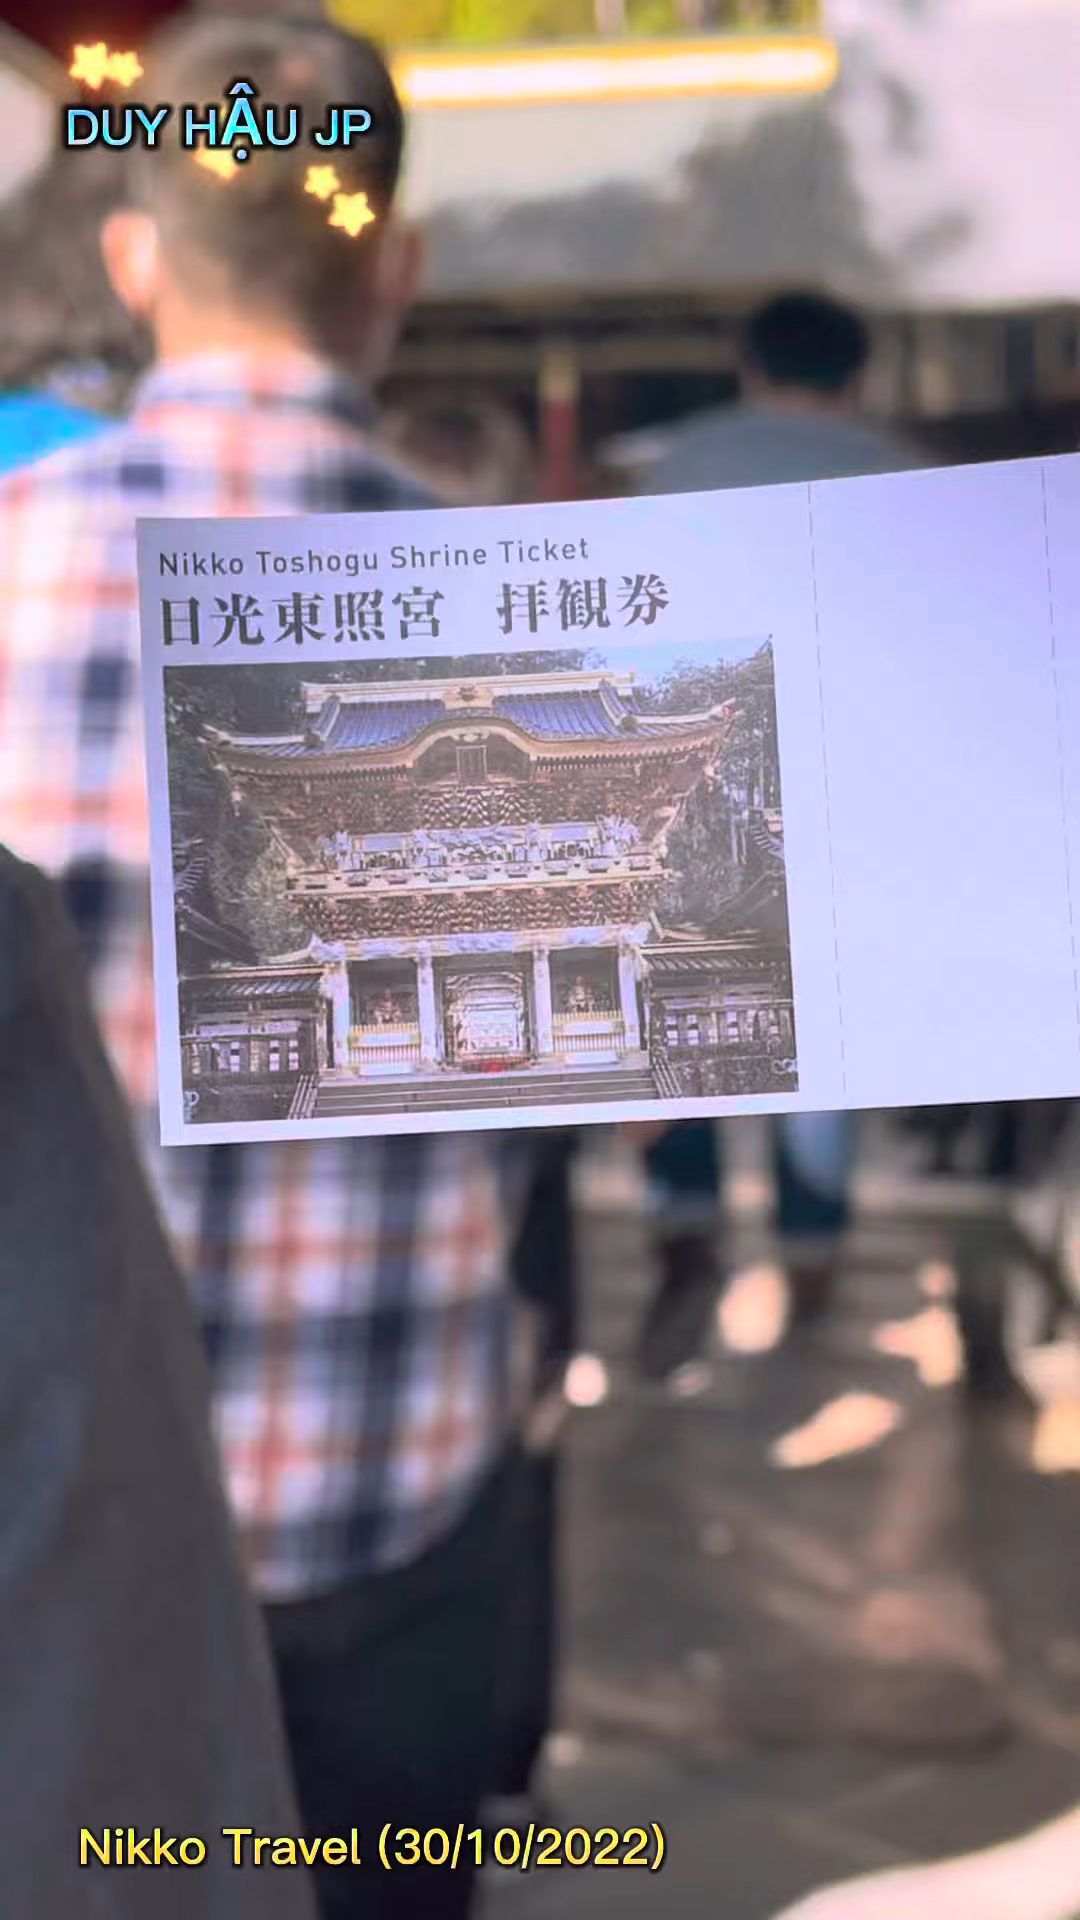 DUY HẬU JP
Nikko Toshogu Shrine Ticket
日光東照宮 拝観券
Nikko Travel (30/10/2022)